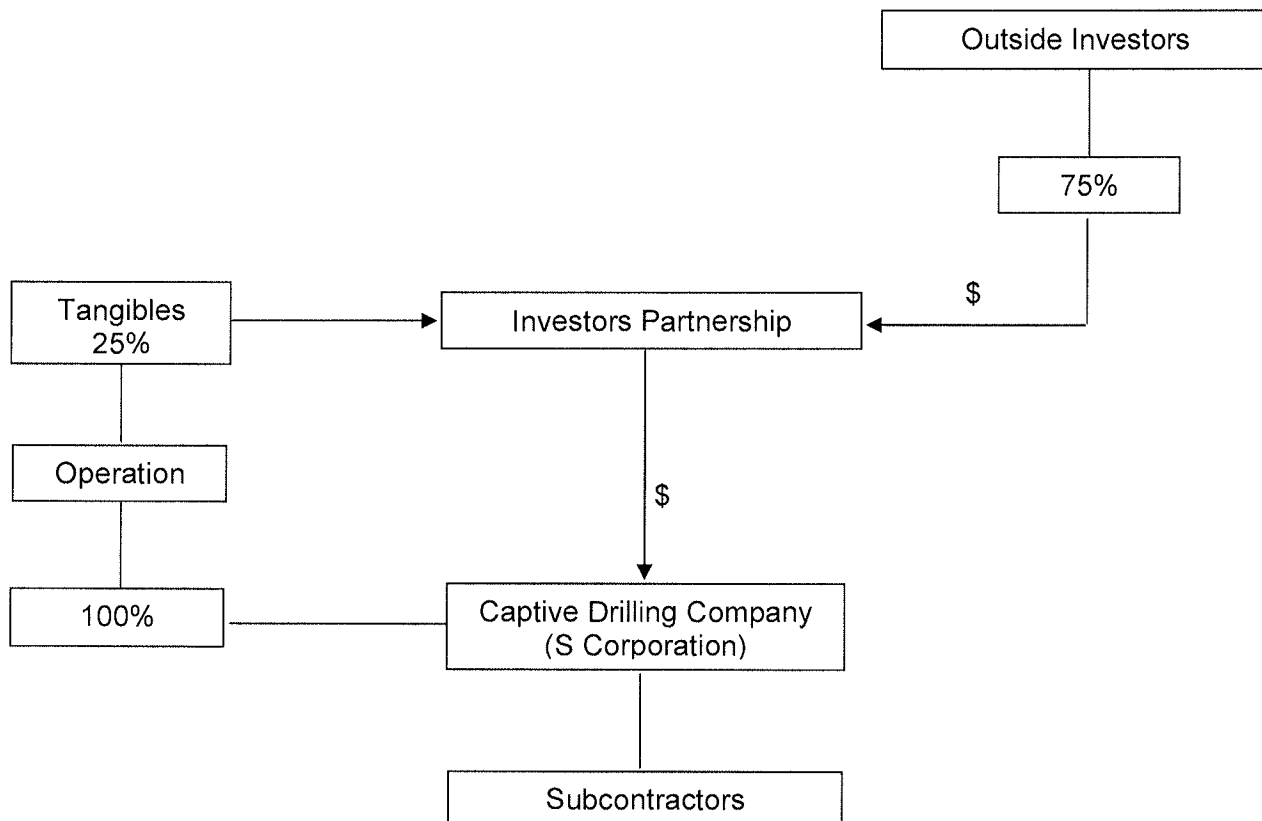 Outside Investors
75%
$
Tangibles
25%
Investors Partnership
Operation
$
100%
Captive Drilling Company
(S Corporation)
Subcontractors